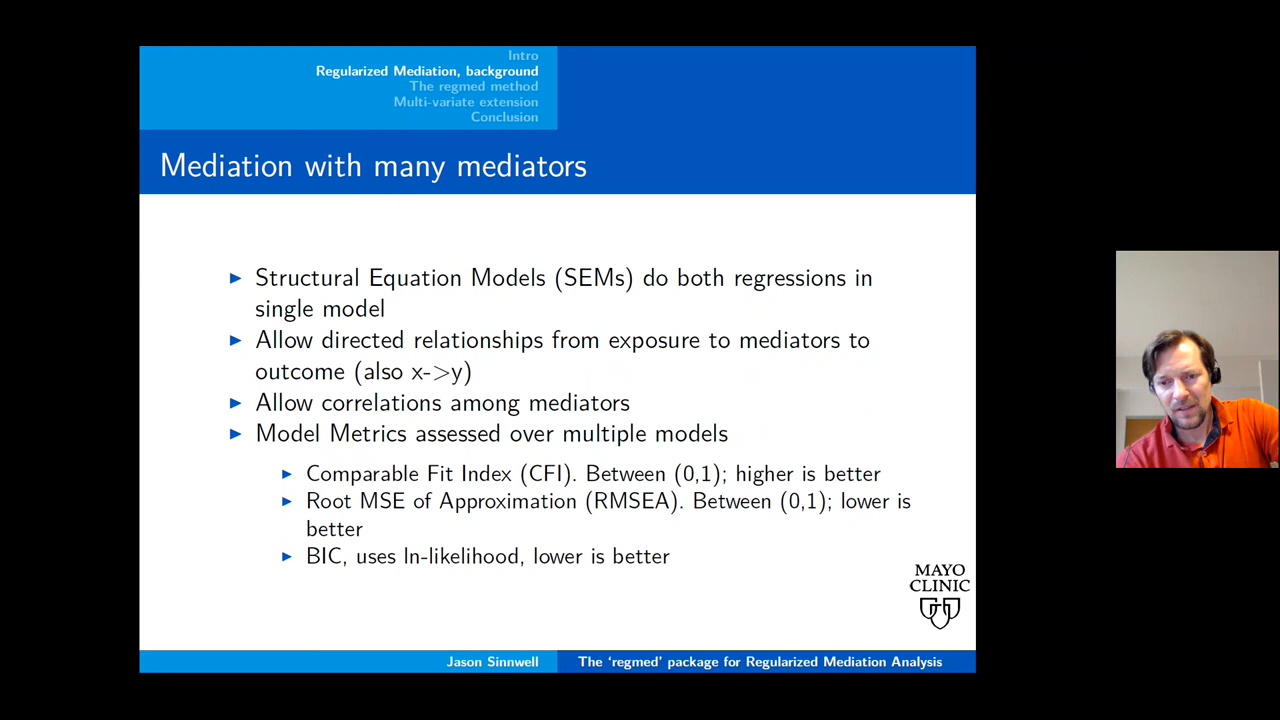 Intro
Regularized Mediation, background
The regmed method
Multi-variate extension
Conclusion
Mediation with many mediators
Structural Equation Models (SEMs) do both regressions in
single model
Allow directed relationships from exposure to mediators to
outcome (also x->y)
Allow correlations among mediators
Model Metrics assessed over multiple models
Comparable Fit Index (CFI). Between (0,1); higher is better
Root MSE of Approximation (RMSEA). Between (0,1); lower is
better
BIC, uses ln-likelihood, lower is better
MAYO
CLINIC
Jason Sinnwell
The ‘regmed’ package for Regularized Mediation Analysis